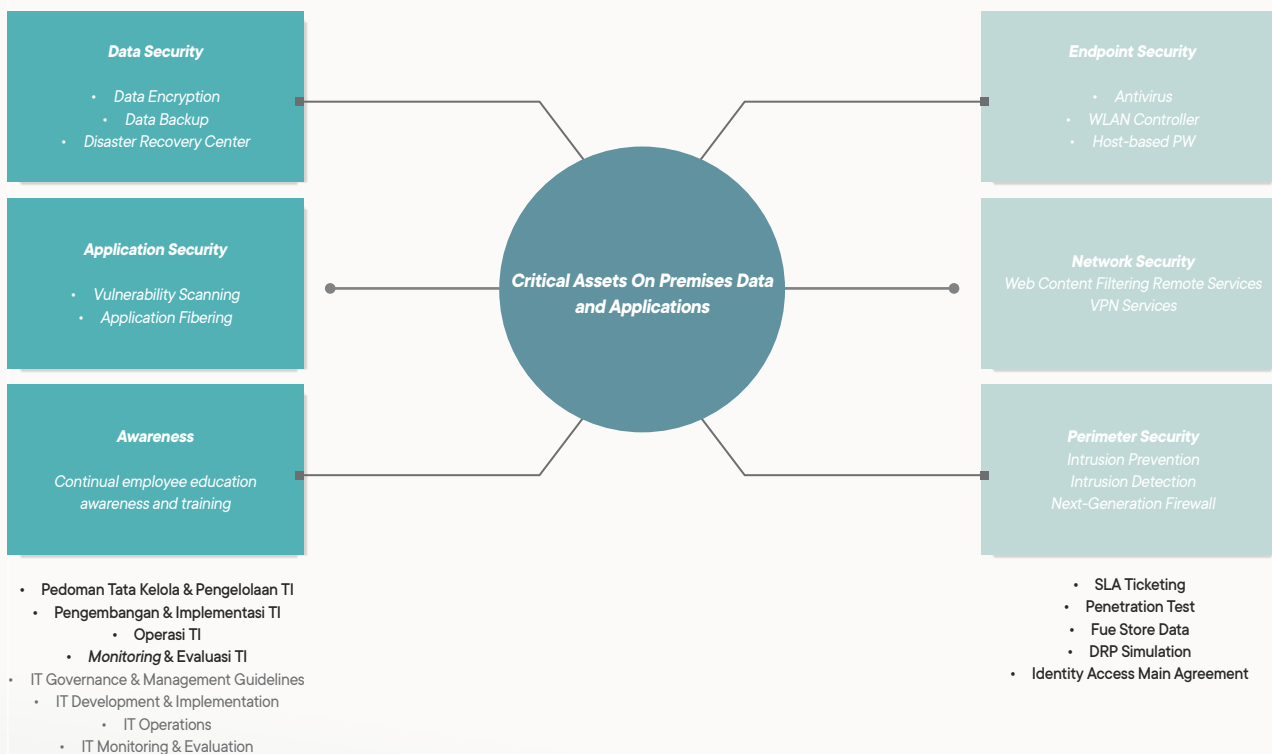 Data Security
• Data Encryption
• Data Backup
• Disaster Recovery Center
Application Security
• Vulnerability Scanning
• Application Fibering
Awareness
Continual employee education
awareness and training
• Pedoman Tata Kelola & Pengelolaan TI
• Pengembangan & Implementasi TI
• Operasi TI
• Monitoring & Evaluasi TI
• IT Governance & Management Guidelines
• IT Development & Implementation
• IT Operations
• IT Monitoring & Evaluation
Critical Assets On Premises Data
and Applications
Endpoint Security
• Antivirus
• WLAN Controller
• Host-based PW
Network Security
Web Content Filtering Remote Services
VPN Services
Perimeter Security
Intrusion Prevention
Intrusion Detection
Next-Generation Firewall
• SLA Ticketing
• Penetration Test
• Fue Store Data
• DRP Simulation
• Identity Access Main Agreement